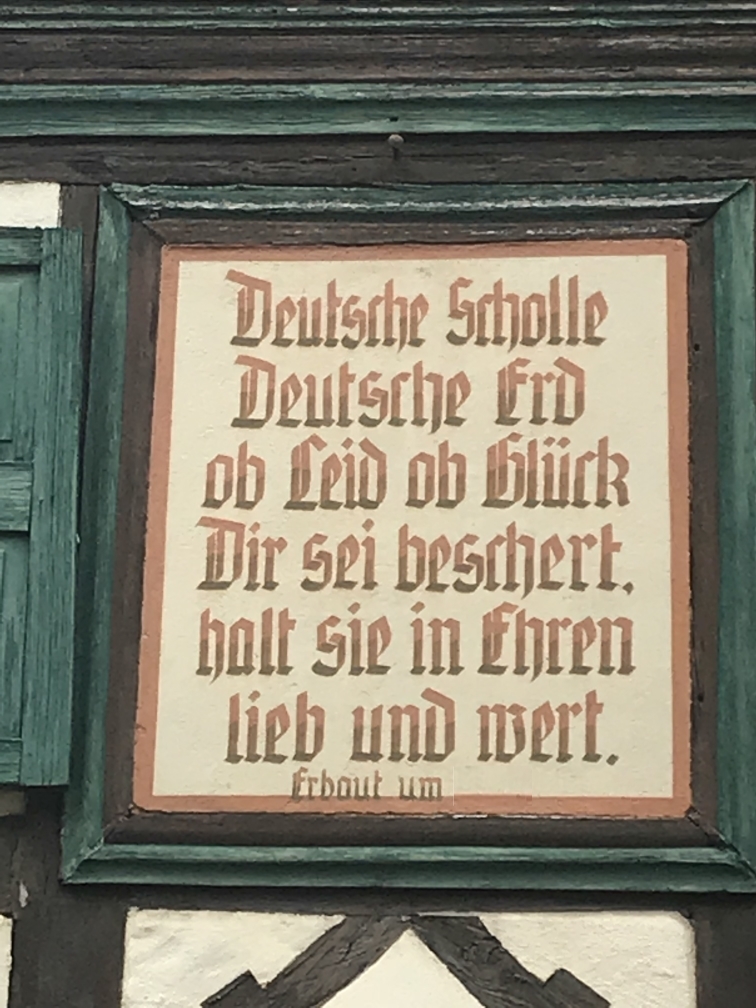 Deutsche Scholle
Deutsche Erd
ob Leid ob Glück
Dir sei beschert.
halt sie in Ehren
lieb und wert.
Erbaut um